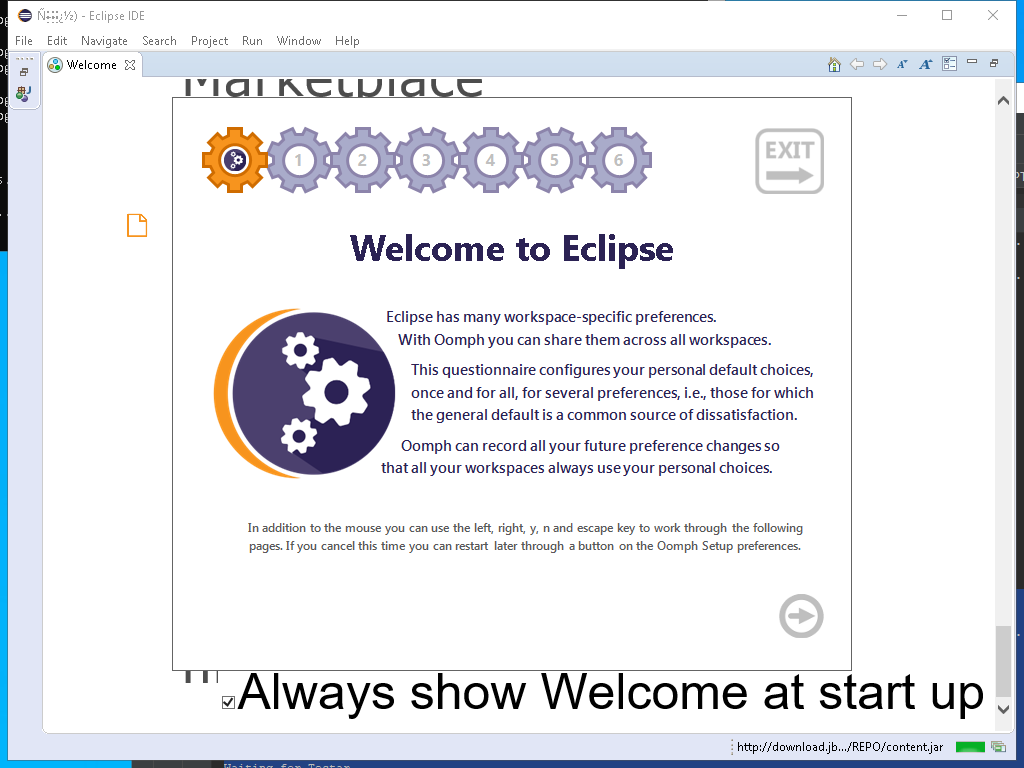 - Eclipse IDE
File Edit Navigate Search Project Run Window Help
Welcome
Marketplace
1 2 3 4 5 6
EXIT
Welcome to Eclipse
Eclipse has many workspace-specific preferences.
With Oomph you can share them across all workspaces.
This questionnaire configures your personal default choices,
once and for all, for several preferences, i.e., those for which
the general default is a common source of dissatisfaction.
Oomph can record all your future preference changes so
that all your workspaces always use your personal choices.
In addition to the mouse you can use the left, right, y, n and escape key to work through the following
pages. If you cancel this time you can restart later through a button on the Oomph Setup preferences.
Always show Welcome at start up
http://download.jb.../REPO/content.jar